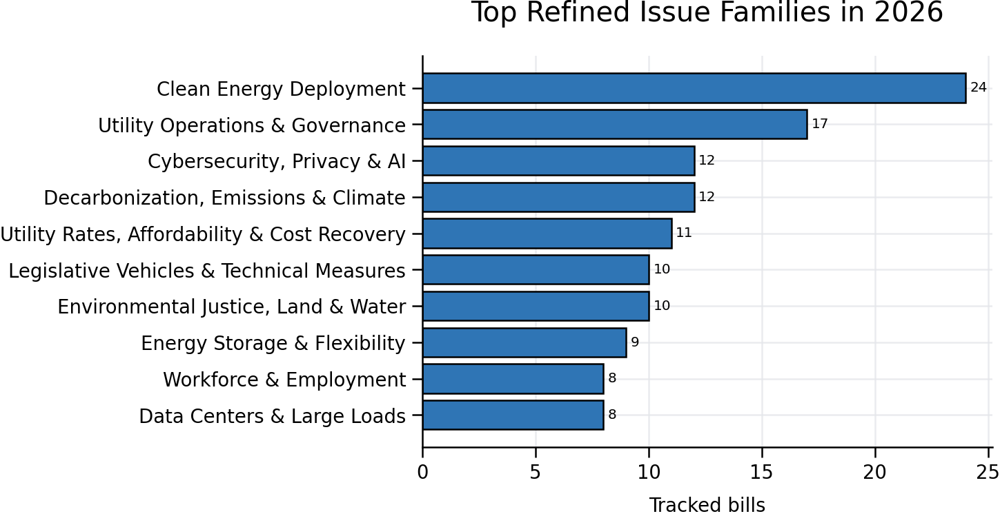 Top Refined Issue Families in 2026
Clean Energy Deployment 24
Utility Operations & Governance 17
Cybersecurity, Privacy & AI 12
Decarbonization, Emissions & Climate 12
Utility Rates, Affordability & Cost Recovery 11
Legislative Vehicles & Technical Measures 10
Environmental Justice, Land & Water 10
Energy Storage & Flexibility 9
Workforce & Employment 8
Data Centers & Large Loads 8
0 5 10 15 20 25
Tracked bills